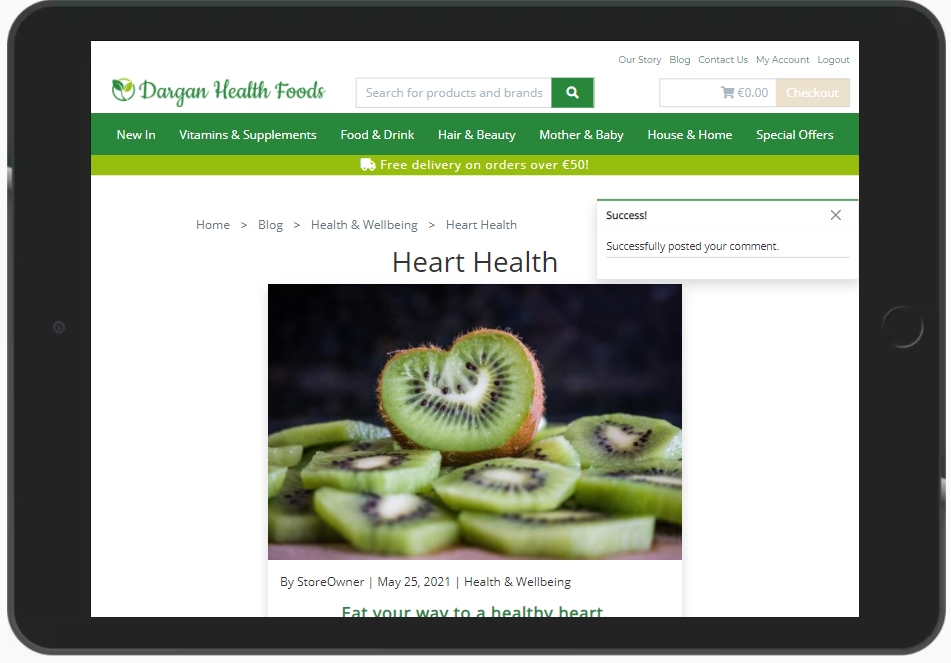 Our Story Blog Contact Us My Account Logout
Dargan Health Foods
Search for products and brands
€0.00
Checkout
New In Vitamins & Supplements Food & Drink Hair & Beauty Mother & Baby House & Home Special Offers
Free delivery on orders over €50!
Success!
Successfully posted your comment.
Home > Blog > Health & Wellbeing > Heart Health
Heart Health
By StoreOwner | May 25, 2021 | Health & Wellbeing
Eat your way to a healthy heart